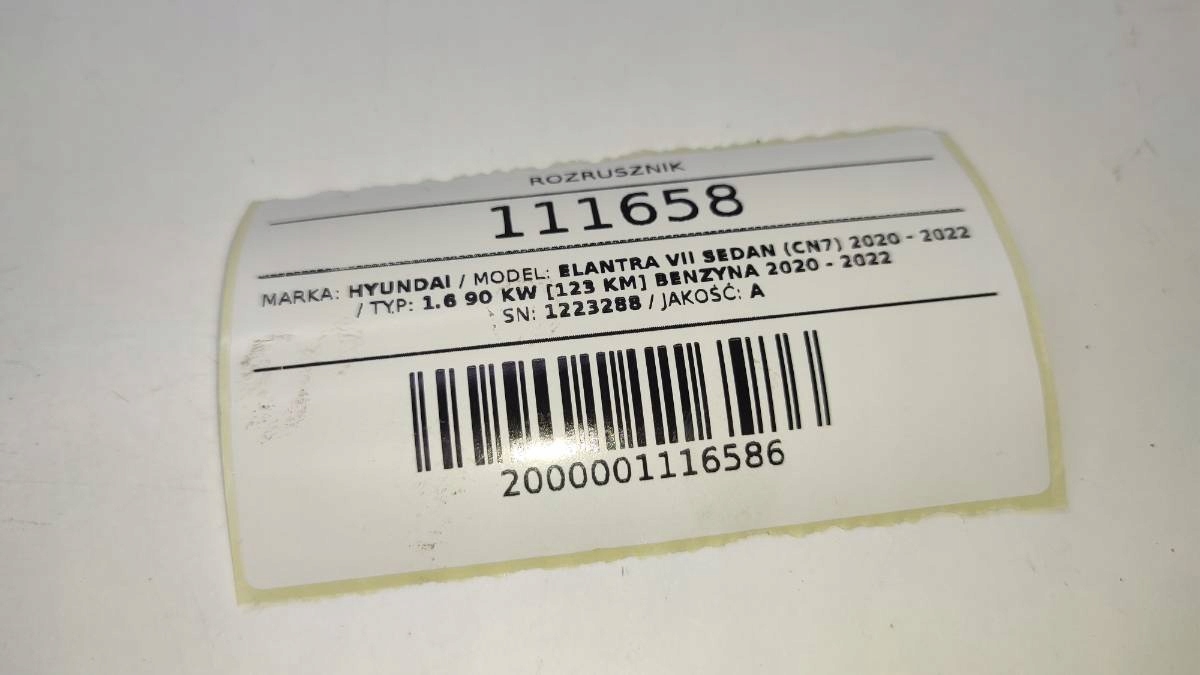 ROZRUSZNIK
111658
MARKA: HYUNDAI / MODEL: ELANTRA VII SEDAN (CN7) 2020 - 2022
/ TYP: 1.6 90 KW [123 KM] BENZYNA 2020 - 2022
SN: 1223288 / JAKOŚĆ: A
2000001116586